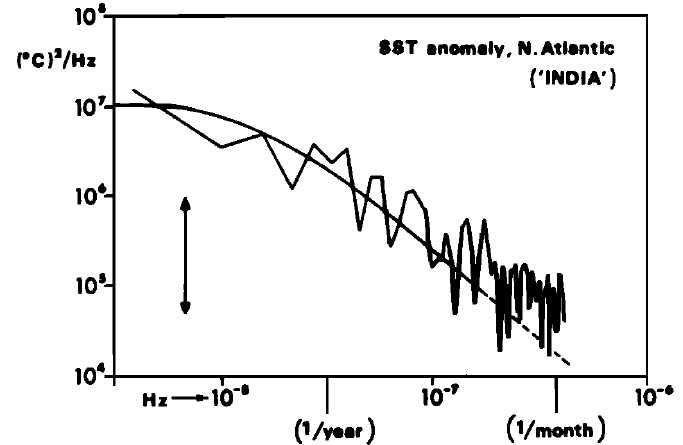 10⁸
(°C)²/Hz
SST anomaly, N. Atlantic
('INDIA')
10⁷
10⁶
10⁵
10⁴
Hz → 10⁻⁸
10⁻⁷
10⁻⁶
(1/year)
(1/month)